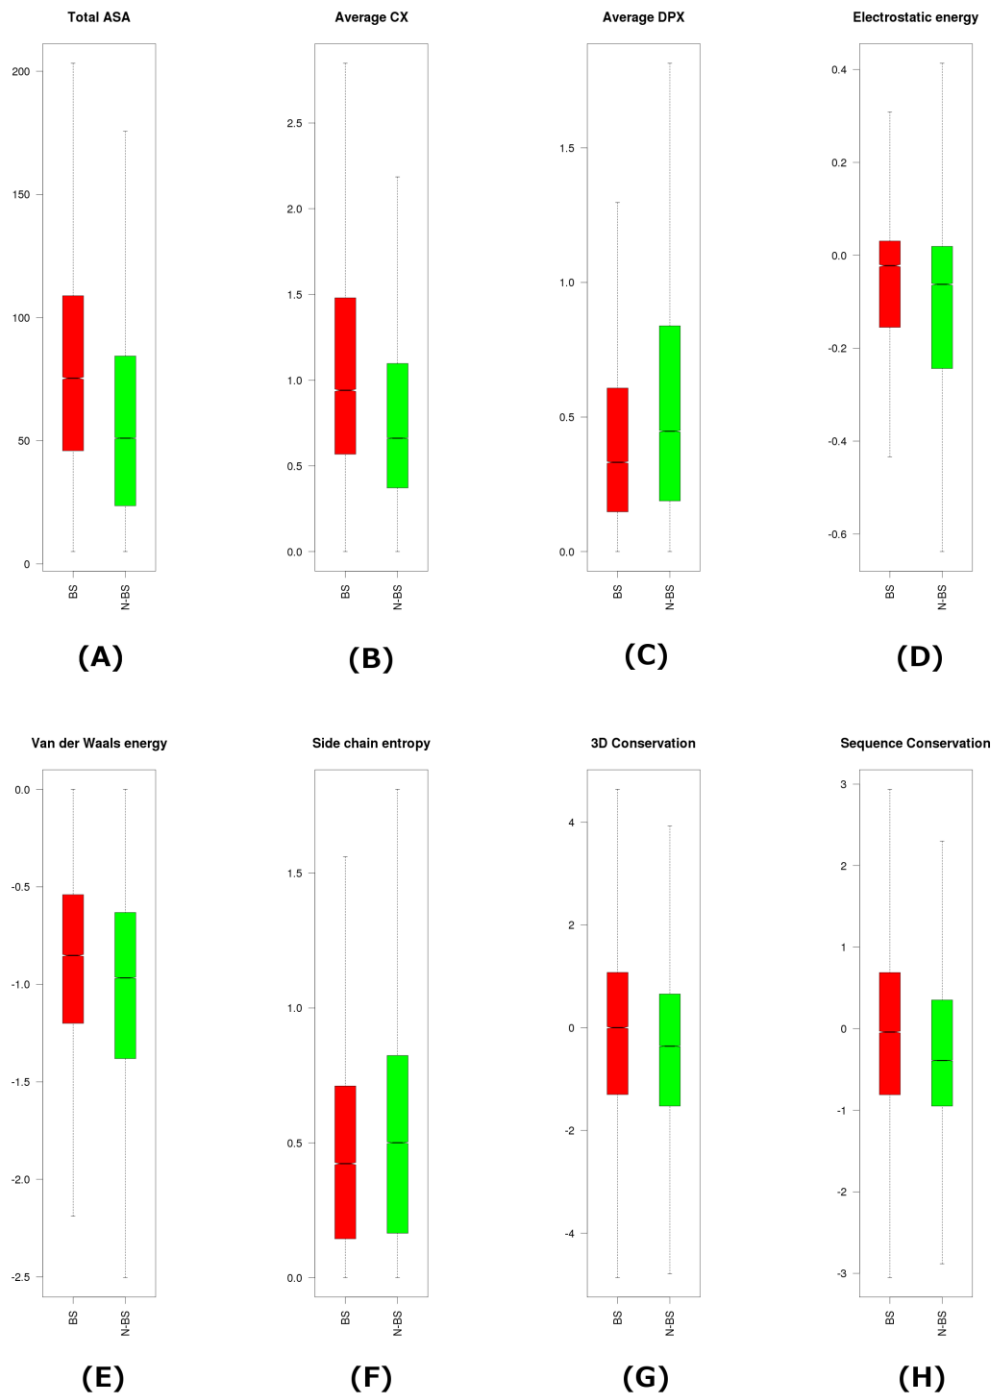 Total ASA
Average CX
Average DPX
Electrostatic energy
200
150
100
50
0
2.5
2.0
1.5
1.0
0.5
0.0
1.5
1.0
0.5
0.0
0.4
0.2
0.0
-0.2
-0.4
-0.6
BS
N-BS
BS
N-BS
BS
N-BS
BS
N-BS
(A)
(B)
(C)
(D)
Van der Waals energy
Side chain entropy
3D Conservation
Sequence Conservation
0.0
-0.5
-1.0
-1.5
-2.0
-2.5
1.5
1.0
0.5
0.0
4
2
0
-2
-4
3
2
1
0
-1
-2
-3
BS
N-BS
BS
N-BS
BS
N-BS
BS
N-BS
(E)
(F)
(G)
(H)